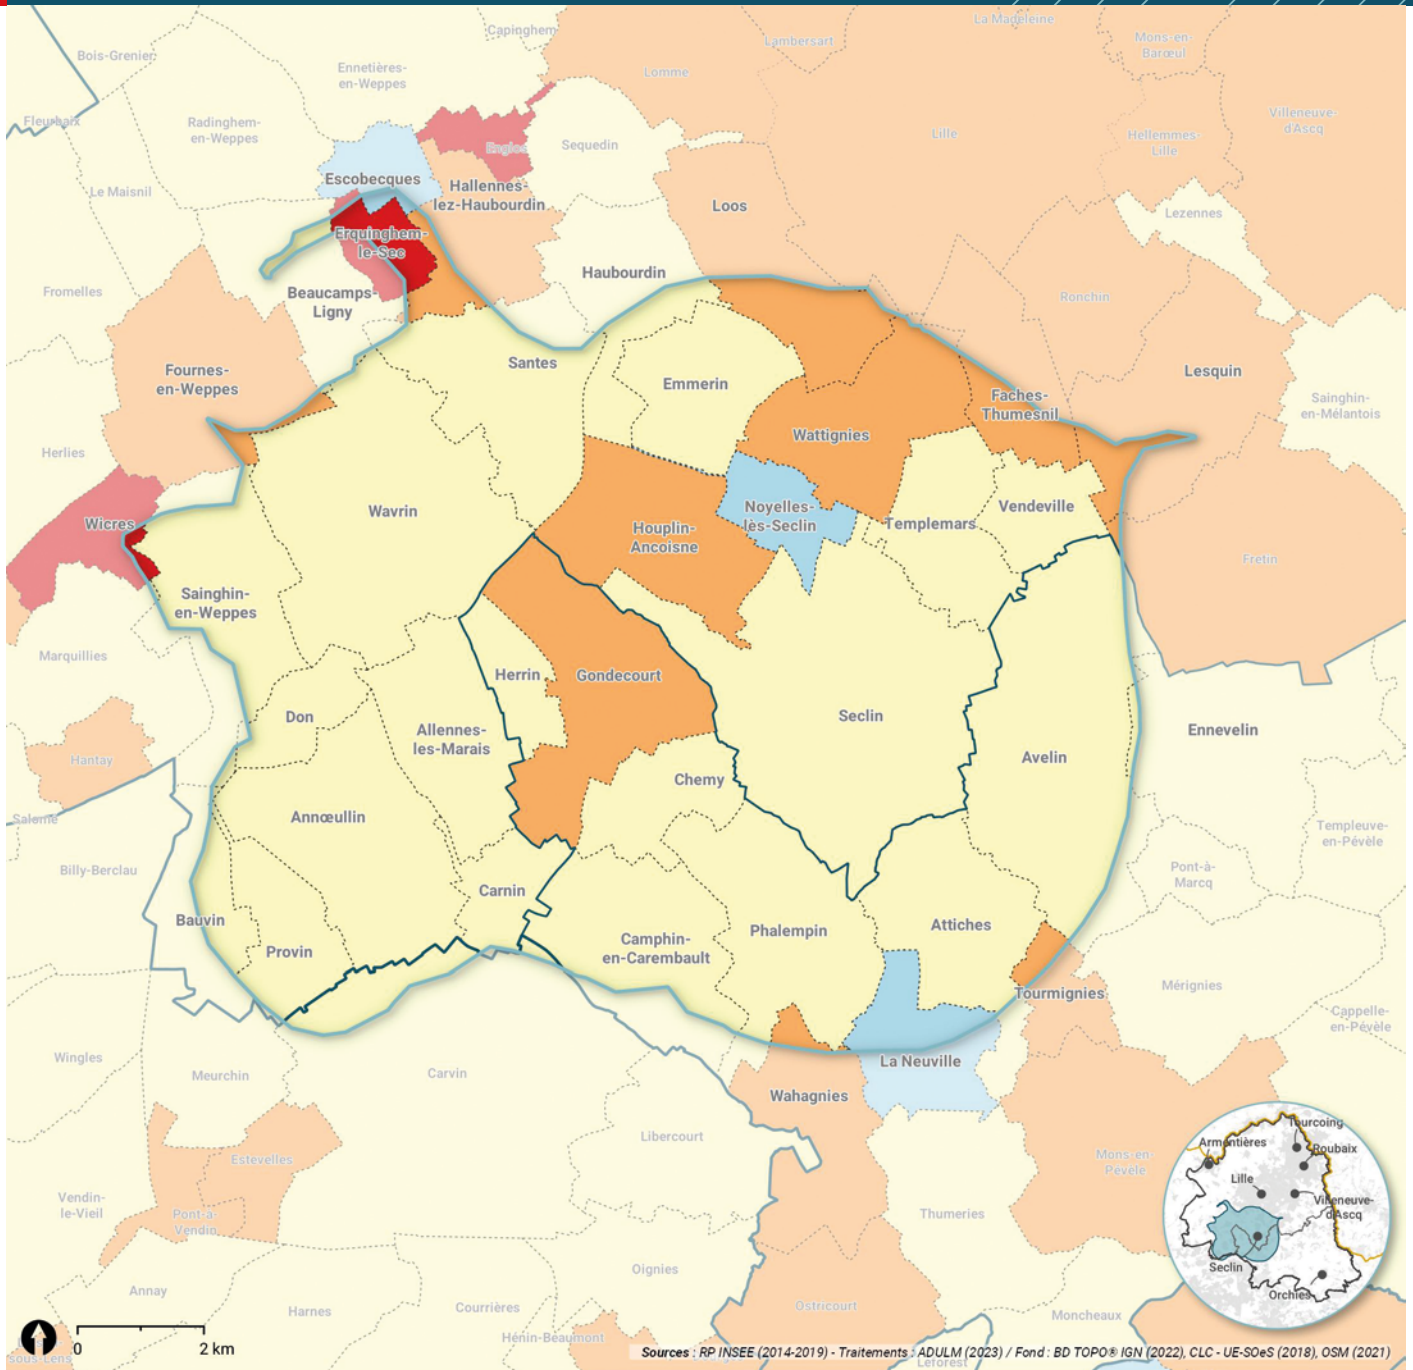 La Madeleine
Capinghem
Lambersart
Mons-en-
Barœul
Bois-Grenier
Ennetières-
en-Weppes
Lomme
Fleurbaix
Radinghem-
en-Weppes
Villeneuve-
d'Ascq
Lille
Hellemmes-
Lille
Englos
Sequedin
Le Maisnil
Escobecques
Hallennes-
lez-Haubourdin
Loos
Lezennes
Erquinghem-
le-Sec
Haubourdin
Fromelles
Beaucamps-
Ligny
Ronchin
Santes
Fournes-
en-Weppes
Emmerin
Lesquin
Faches-
Thumesnil
Sainghin-
en-Mélantois
Wattignies
Herlies
Wicres
Wavrin
Noyelles-
lès-Seclin
Vendeville
Templemars
Houplin-
Ancoisne
Fretin
Sainghin-
en-Weppes
Marquillies
Herrin
Gondecourt
Don
Seclin
Allennes-
les-Marais
Ennevelin
Hantay
Avelin
Chemy
Salomé
Annœullin
Templeuve-
en-Pévèle
Billy-Berclau
Pont-à-
Marcq
Carnin
Bauvin
Attiches
Phalempin
Provin
Camphin-
en-Carembault
Mérignies
Tourmignies
Cappelle-
en-Pévèle
Wingles
La Neuville
Meurchin
Carvin
Wahagnies
Libercourt
Tourcoing
Armentières
Roubaix
Estevelles
Mons-en-
Pévèle
Lille
Vendin-
le-Vieil
Villeneuve-
d'Ascq
Pont-à-
Vendin
Thumeries
Seclin
Oignies
Annay
Orchies
Ostricourt
Harnes
Courrières
Moncheaux
Hénin-Beaumont
0 2 km
sous-Lens
Sources : RP INSEE (2014-2019) - Traitements : ADULM (2023) / Fond : BD TOPO® IGN (2022), CLC - UE-SOeS (2018), OSM (2021)
Leforest